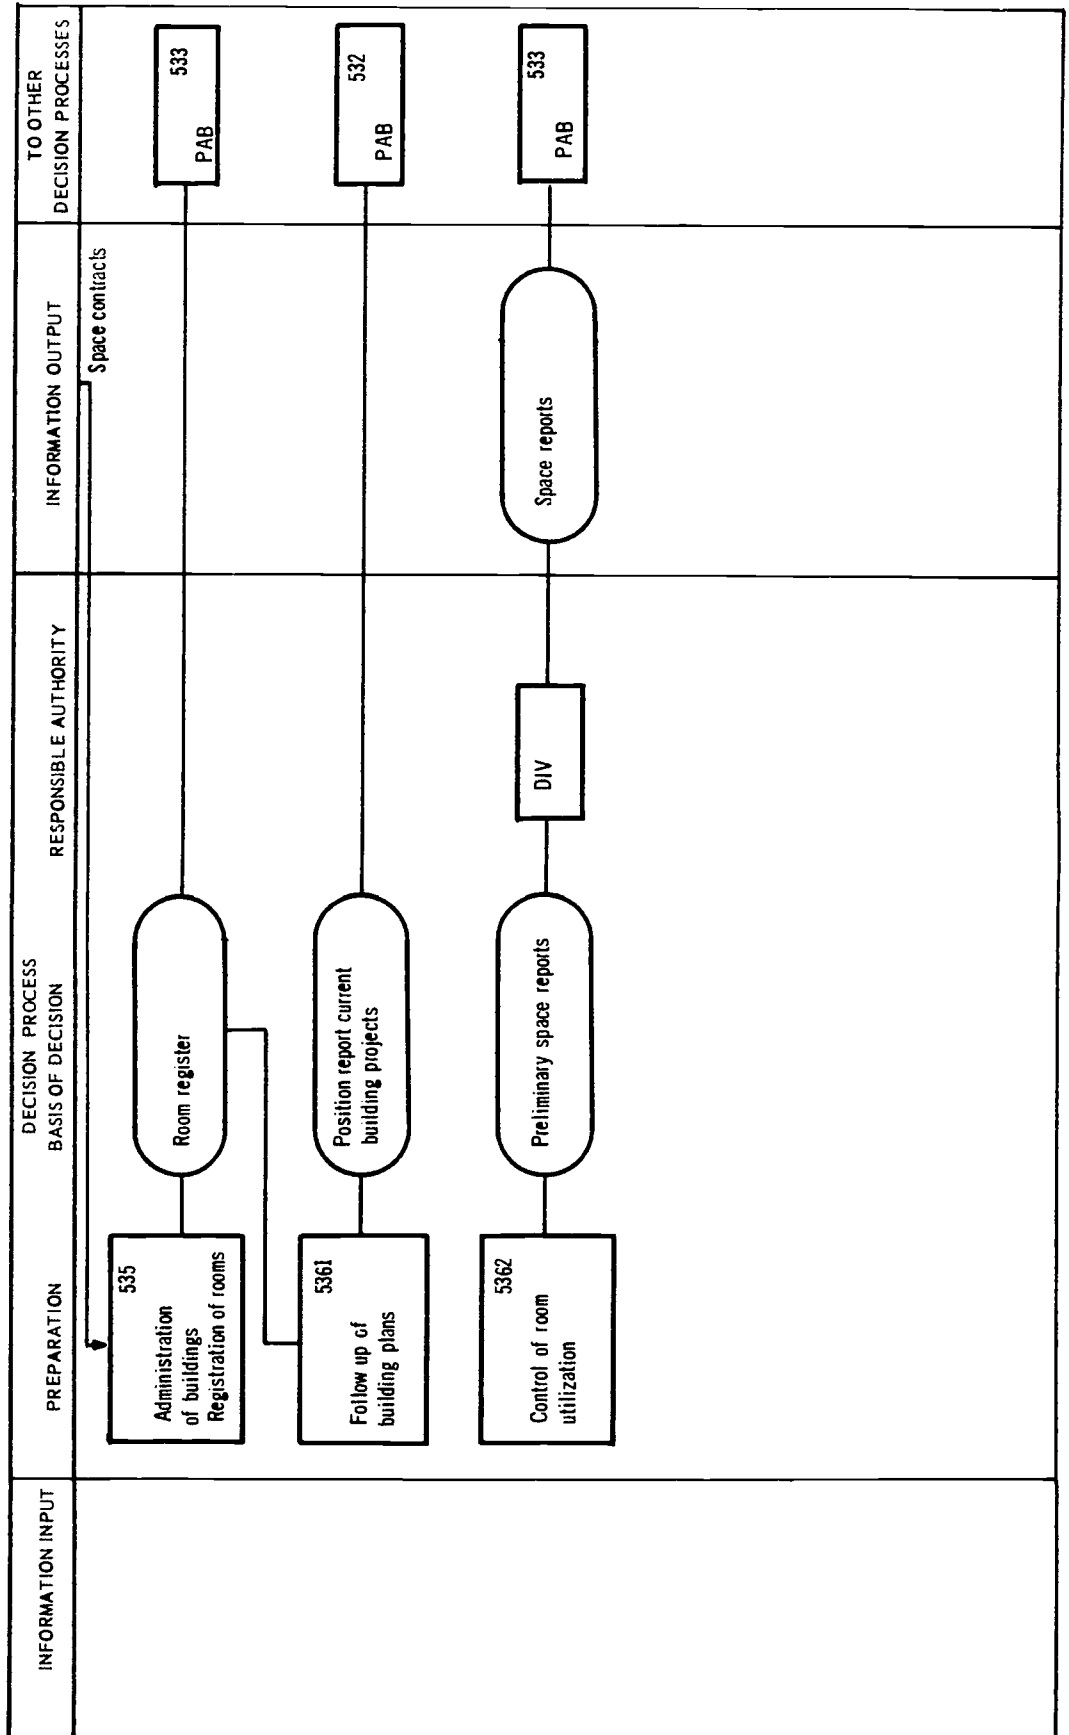 INFORMATION INPUT
DECISION PROCESS
PREPARATION
BASIS OF DECISION
RESPONSIBLE AUTHORITY
INFORMATION OUTPUT
TO OTHER
DECISION PROCESSES
Space contracts
535
Administration
of buildings
Registration of rooms
Room register
533
PAB
5361
Follow up of
building plans
Position report current
building projects
532
PAB
5362
Control of room
utilization
Preliminary space reports
DIV
Space reports
533
PAB